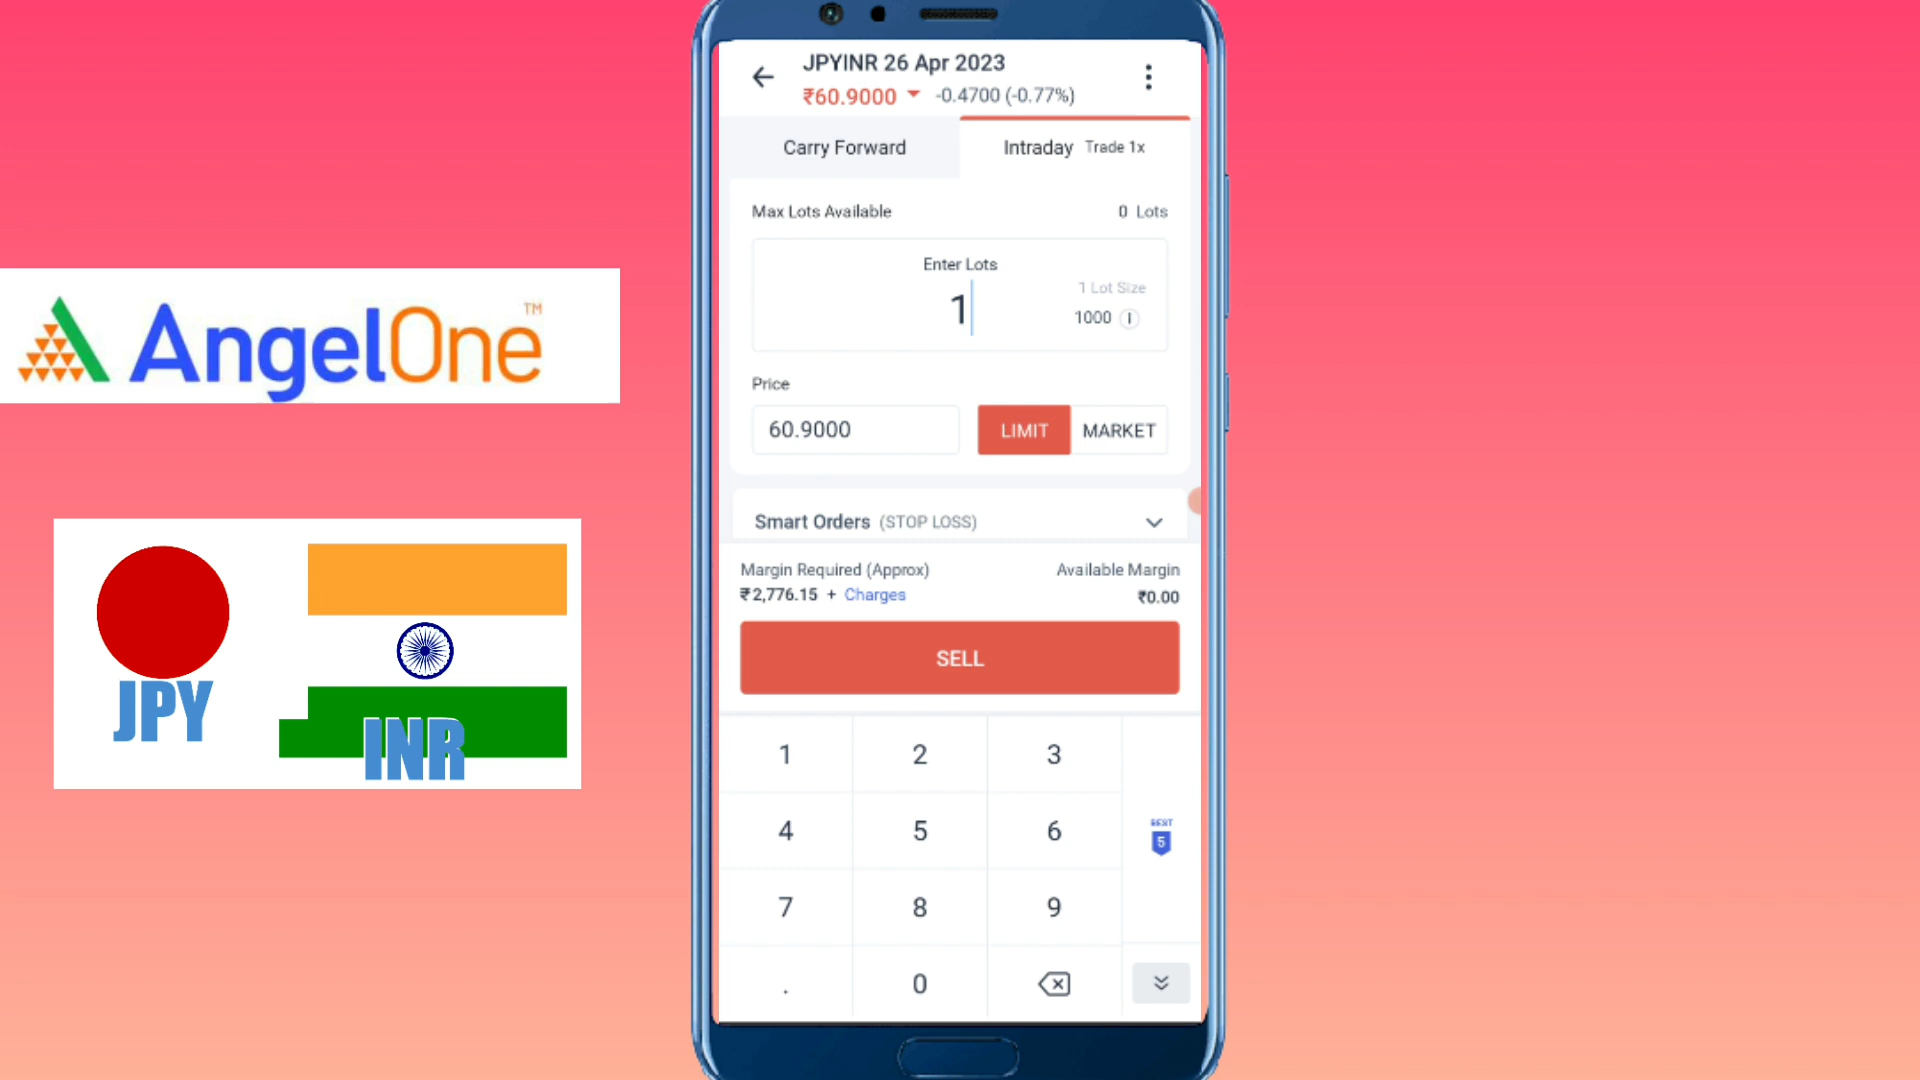 AngelOne™
JPY
INR
JPYINR 26 Apr 2023
₹60.9000 -0.4700 (-0.77%)
Carry Forward
Intraday Trade 1x
Max Lots Available 0 Lots
Enter Lots
1
1 Lot Size
1000
Price
60.9000
LIMIT MARKET
Smart Orders (STOP LOSS)
Margin Required (Approx) Available Margin
₹2,776.15 + Charges ₹0.00
SELL
1 2 3
4 5 6
BEST
5
7 8 9
. 0